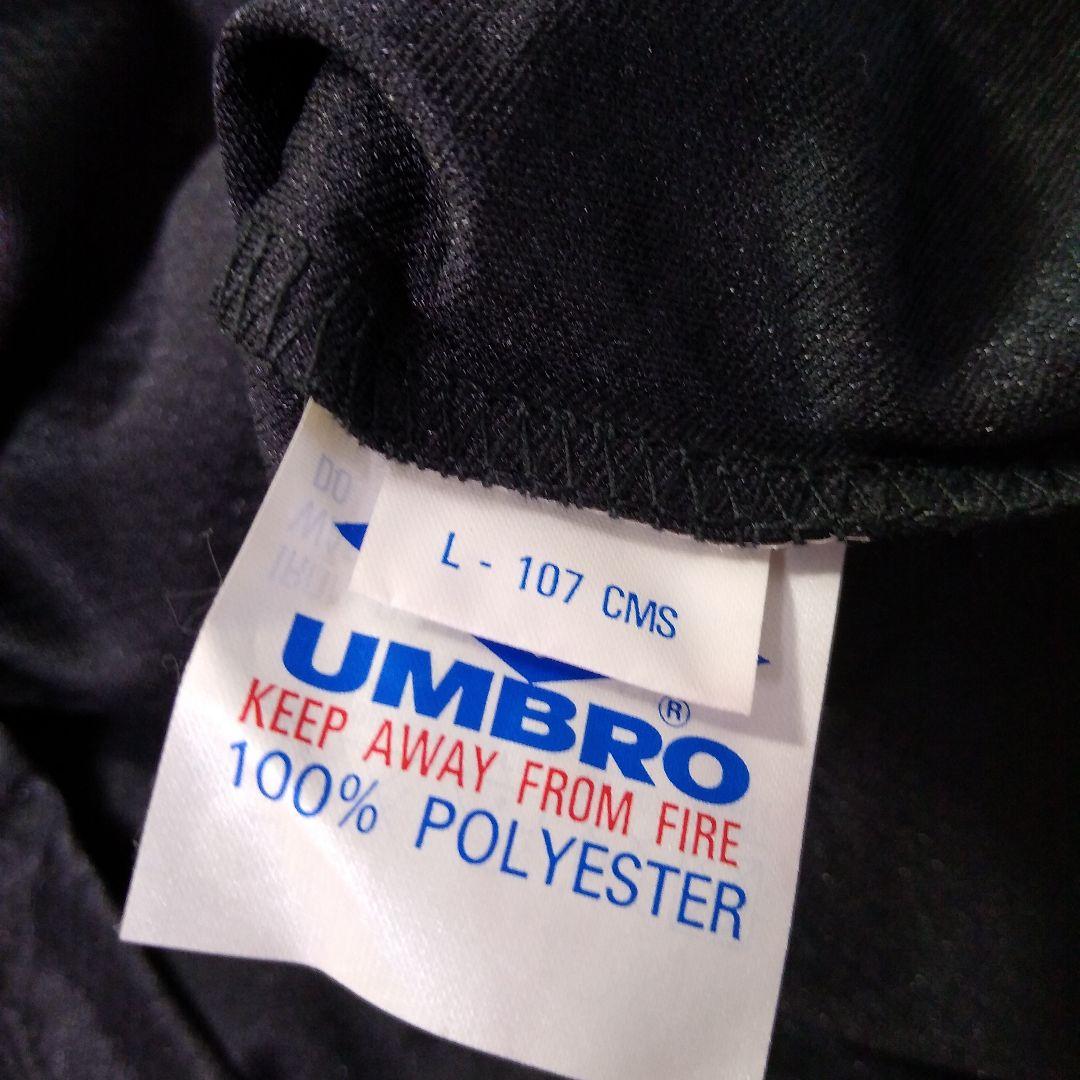 L - 107 CMS
UMBRO ®
KEEP AWAY FROM FIRE
100% POLYESTER